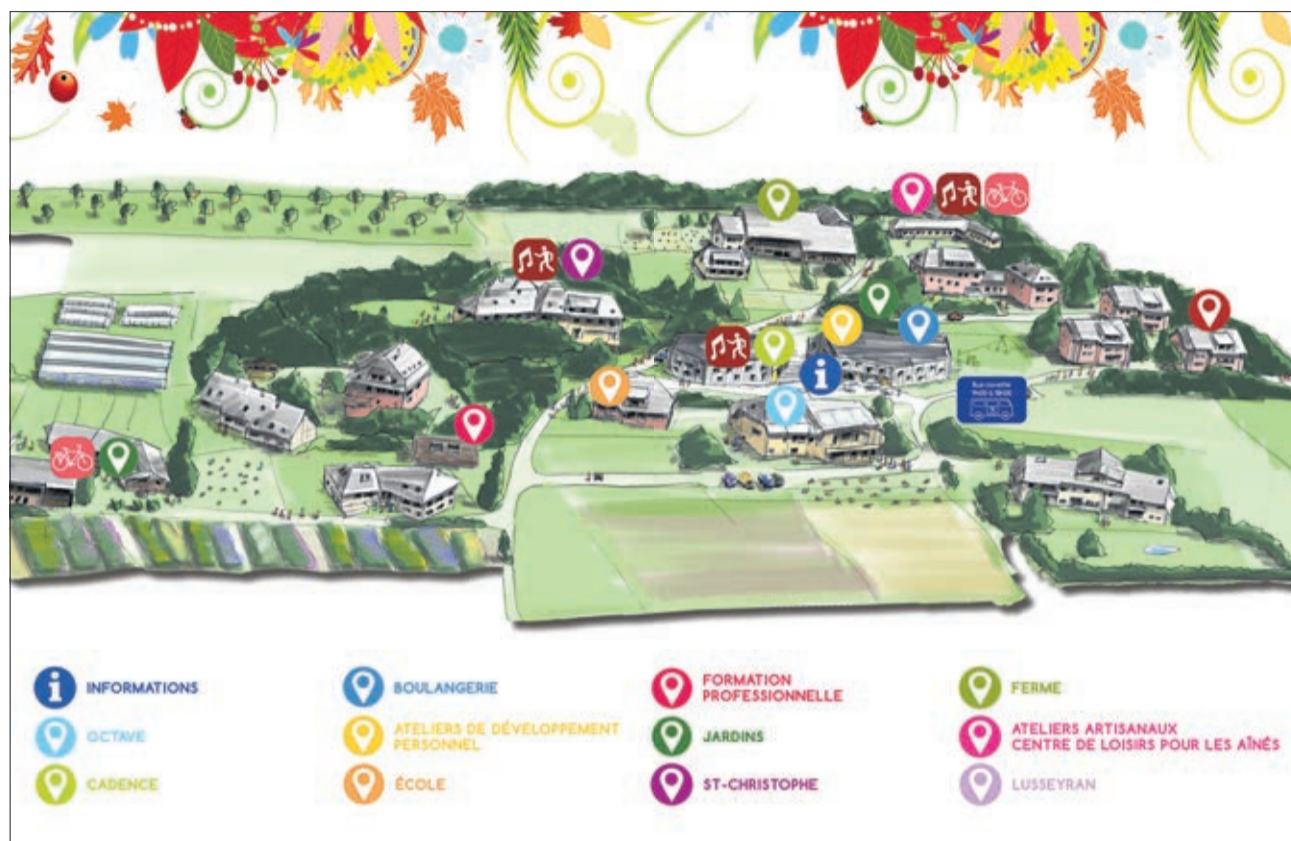 INFORMATIONS
OCTAVE
CADENCE
BOULANGERIE
ATELIERS DE DÉVELOPPEMENT
PERSONNEL
ÉCOLE
FORMATION
PROFESSIONNELLE
JARDINS
ST-CHRISTOPHE
FERME
ATELIERS ARTISANAUX
CENTRE DE LOISIRS POUR LES AÎNÉS
LUSSEYRAN